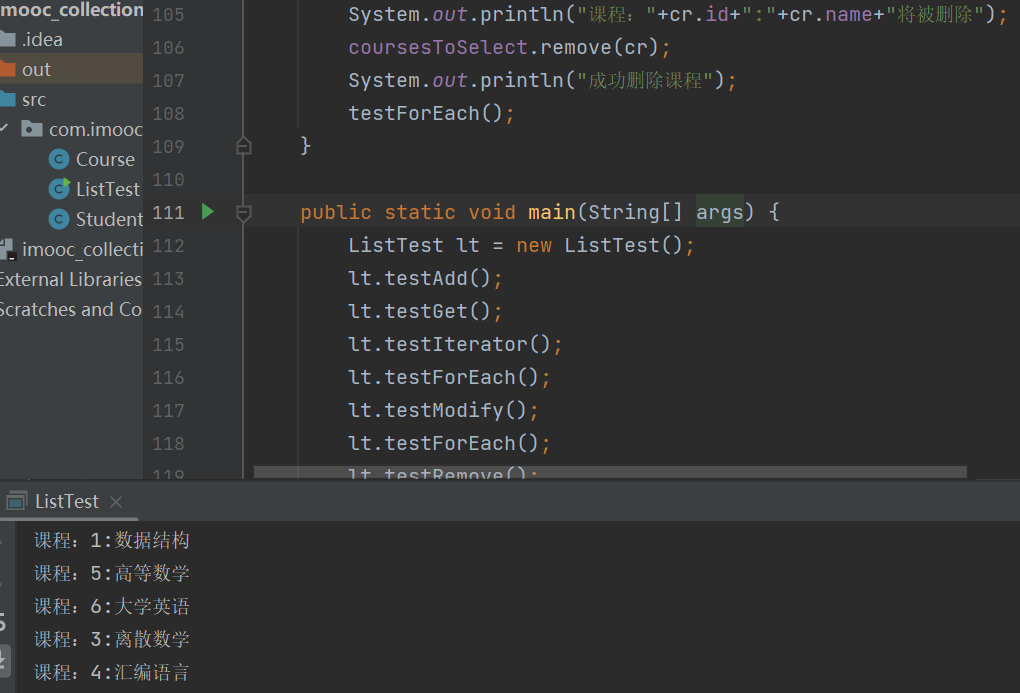 imooc_collection
.idea
out
src
com.imooc
Course
ListTest
Student
imooc_collecti
External Libraries
Scratches and Co
105 System.out.println("课程："+cr.id+":"+cr.name+"将被删除");
106 coursesToSelect.remove(cr);
107 System.out.println("成功删除课程");
108 testForEach();
109 }
110
111 public static void main(String[] args) {
112 ListTest lt = new ListTest();
113 lt.testAdd();
114 lt.testGet();
115 lt.testIterator();
116 lt.testForEach();
117 lt.testModify();
118 lt.testForEach();
119 lt.testRemove();
ListTest
课程：1:数据结构
课程：5:高等数学
课程：6:大学英语
课程：3:离散数学
课程：4:汇编语言